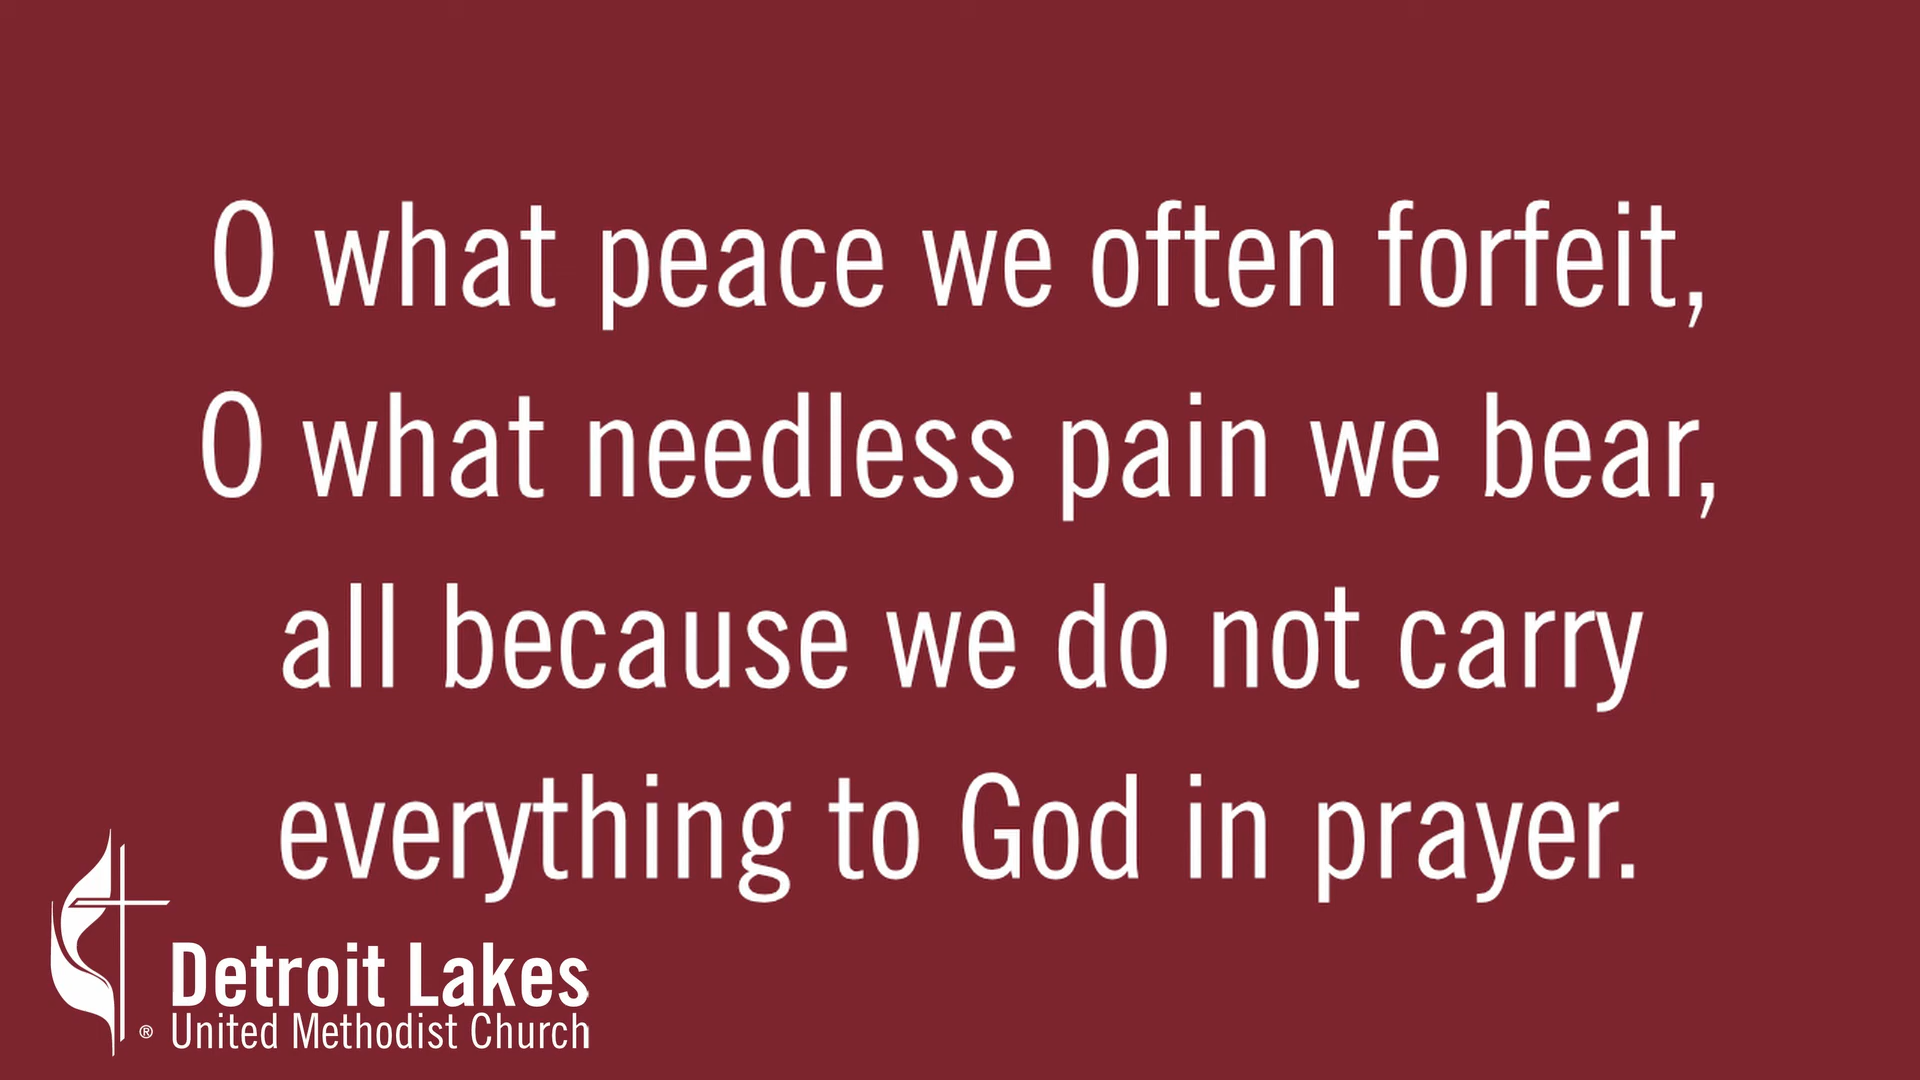 O what peace we often forfeit,
O what needless pain we bear,
all because we do not carry
everything to God in prayer.
Detroit Lakes
® United Methodist Church